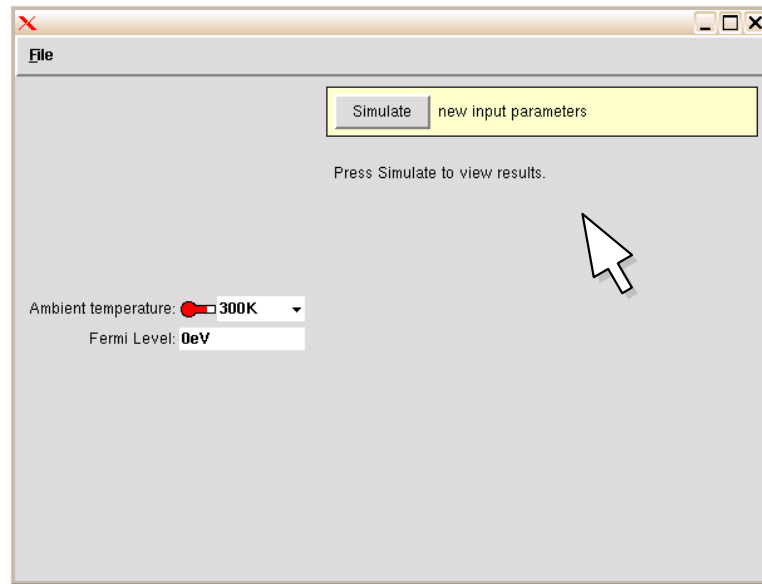 File
Simulate new input parameters
Press Simulate to view results.
Ambient temperature: 300K
Fermi Level: 0eV